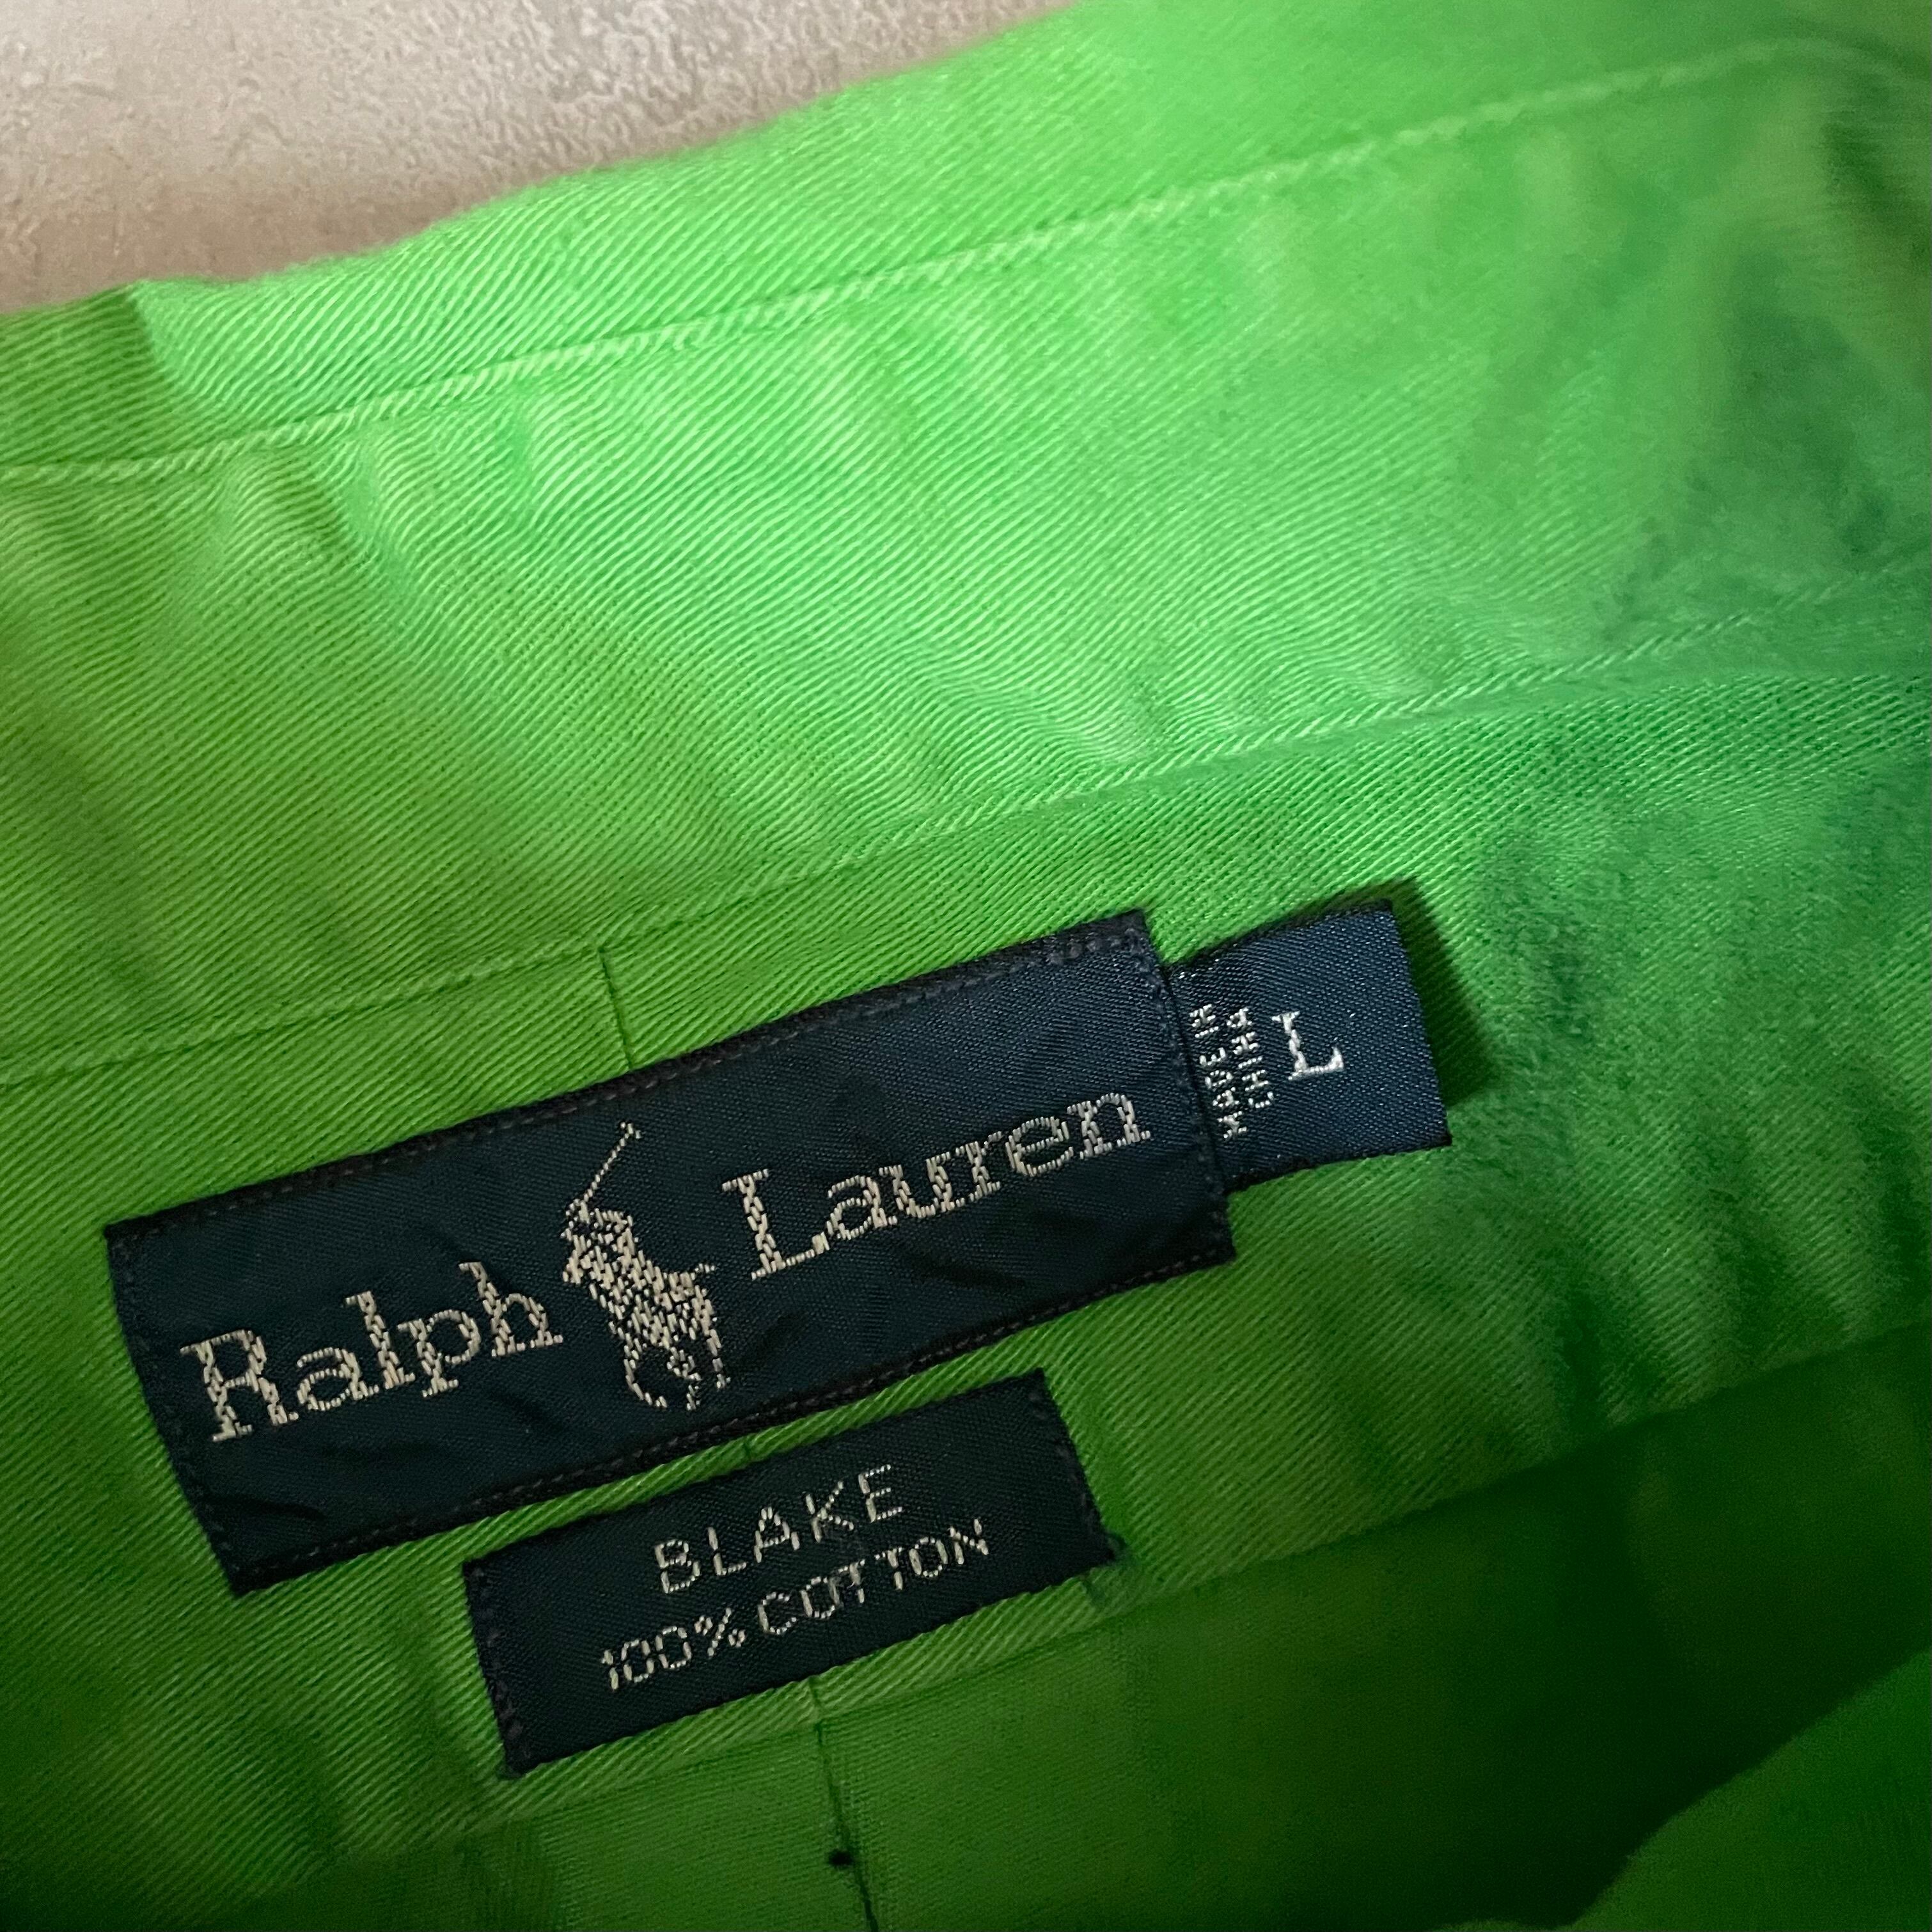 Ralph Lauren
MADE IN
CHINA
L
BLAKE
100% COTTON